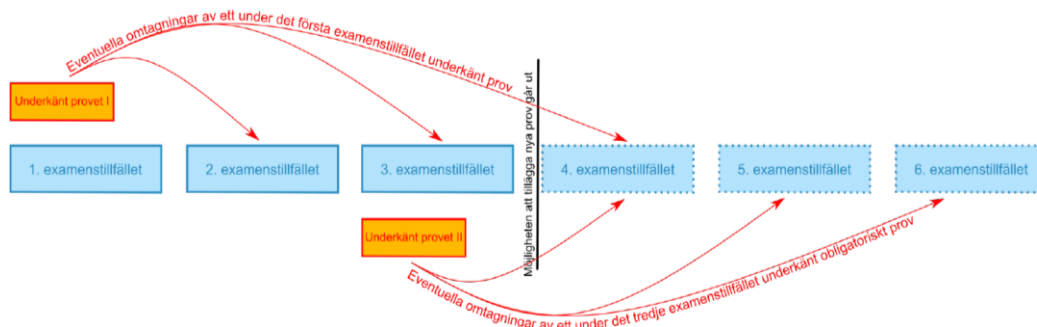 Eventuella omtagningar av ett under det första examenstillfället underkänt prov
Underkänt provet I
Möjligheten att tillägga nya prov går ut
1. examenstillfället
2. examenstillfället
3. examenstillfället
4. examenstillfället
5. examenstillfället
6. examenstillfället
Underkänt provet II
Eventuella omtagningar av ett under det tredje examenstillfället underkänt obligatoriskt prov